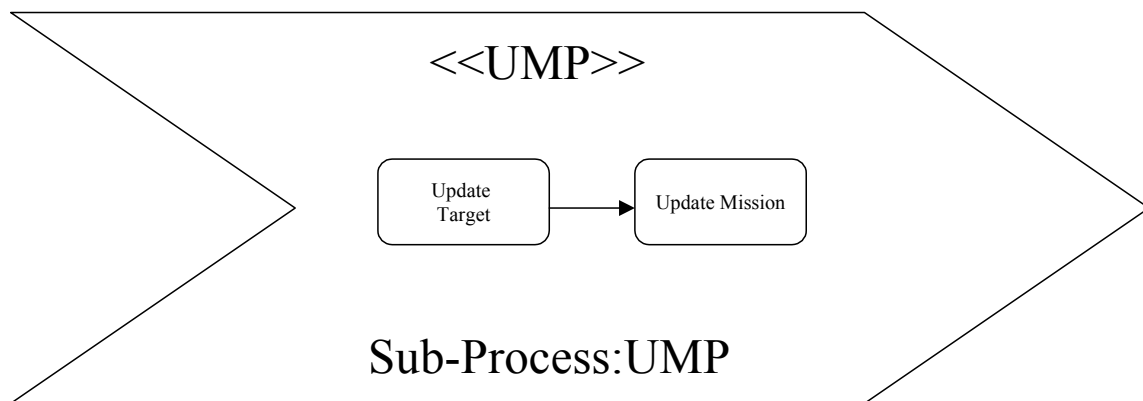 <<UMP>>
Update
Target
Update Mission
Sub-Process:UMP